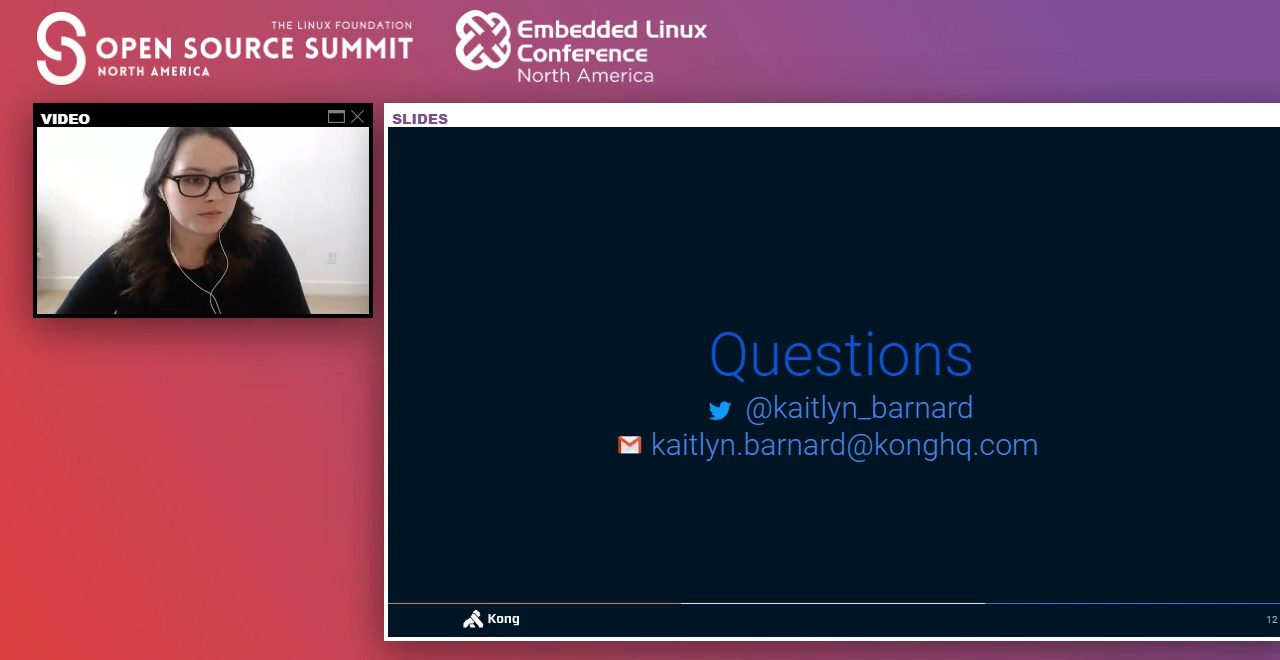 THE LINUX FOUNDATION
OPEN SOURCE SUMMIT
NORTH AMERICA
Embedded Linux
Conference
North America
VIDEO
SLIDES
Questions
@kaitlyn_barnard
kaitlyn.barnard@konghq.com
Kong
12